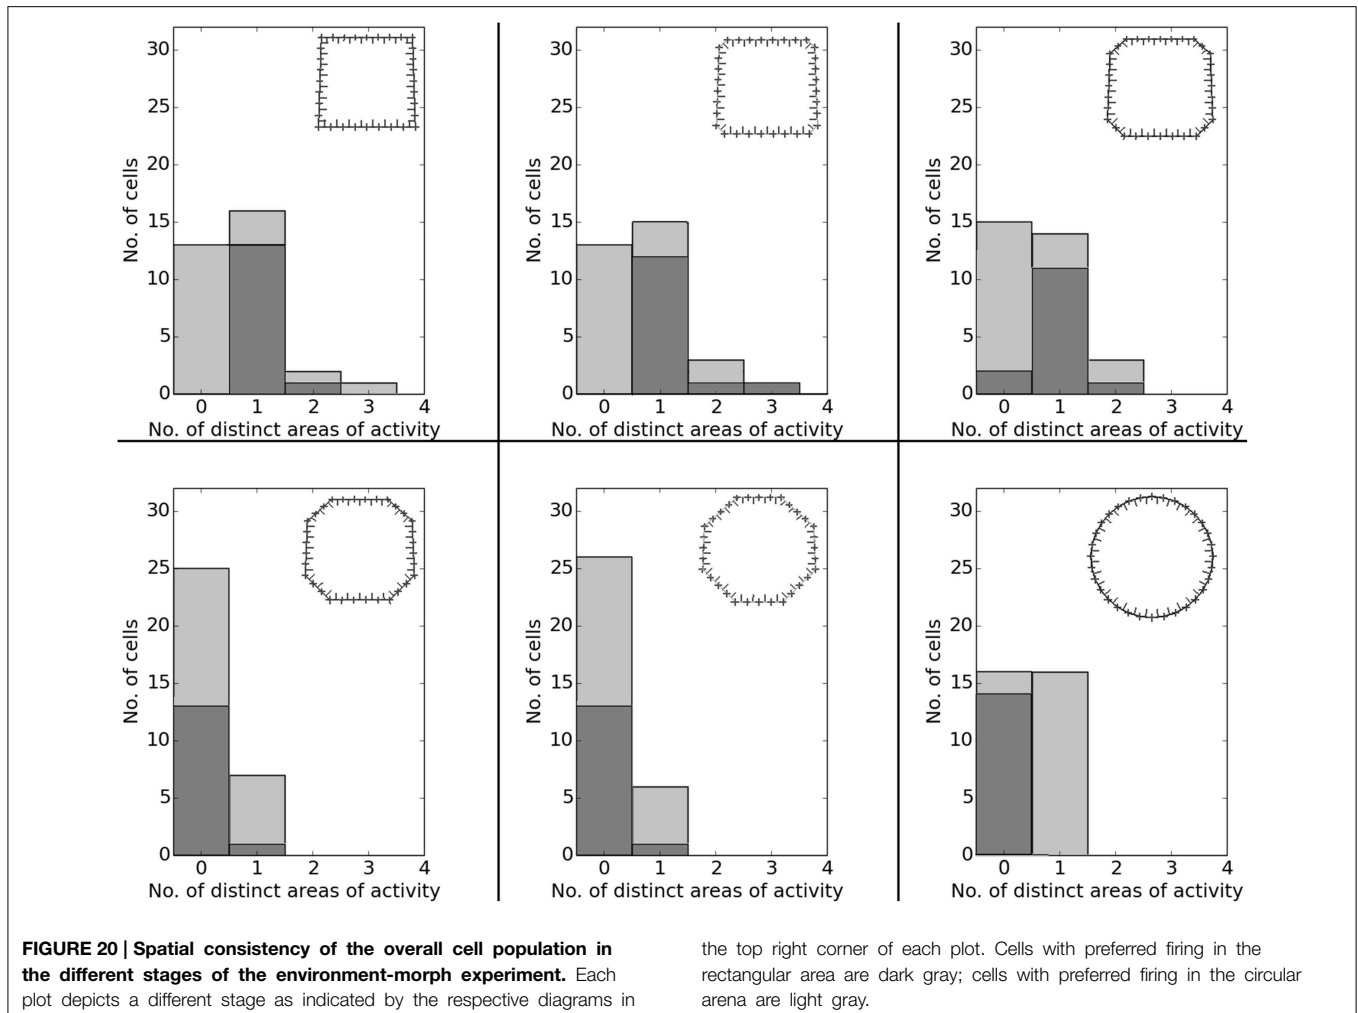 30
25
20
15
10
5
0
No. of cells
0 1 2 3 4
No. of distinct areas of activity
30
25
20
15
10
5
0
No. of cells
0 1 2 3 4
No. of distinct areas of activity
30
25
20
15
10
5
0
No. of cells
0 1 2 3 4
No. of distinct areas of activity
30
25
20
15
10
5
0
No. of cells
0 1 2 3 4
No. of distinct areas of activity
30
25
20
15
10
5
0
No. of cells
0 1 2 3 4
No. of distinct areas of activity
30
25
20
15
10
5
0
No. of cells
0 1 2 3 4
No. of distinct areas of activity
FIGURE 20 | Spatial consistency of the overall cell population in
the different stages of the environment-morph experiment. Each
plot depicts a different stage as indicated by the respective diagrams in
the top right corner of each plot. Cells with preferred firing in the
rectangular area are dark gray; cells with preferred firing in the circular
arena are light gray.